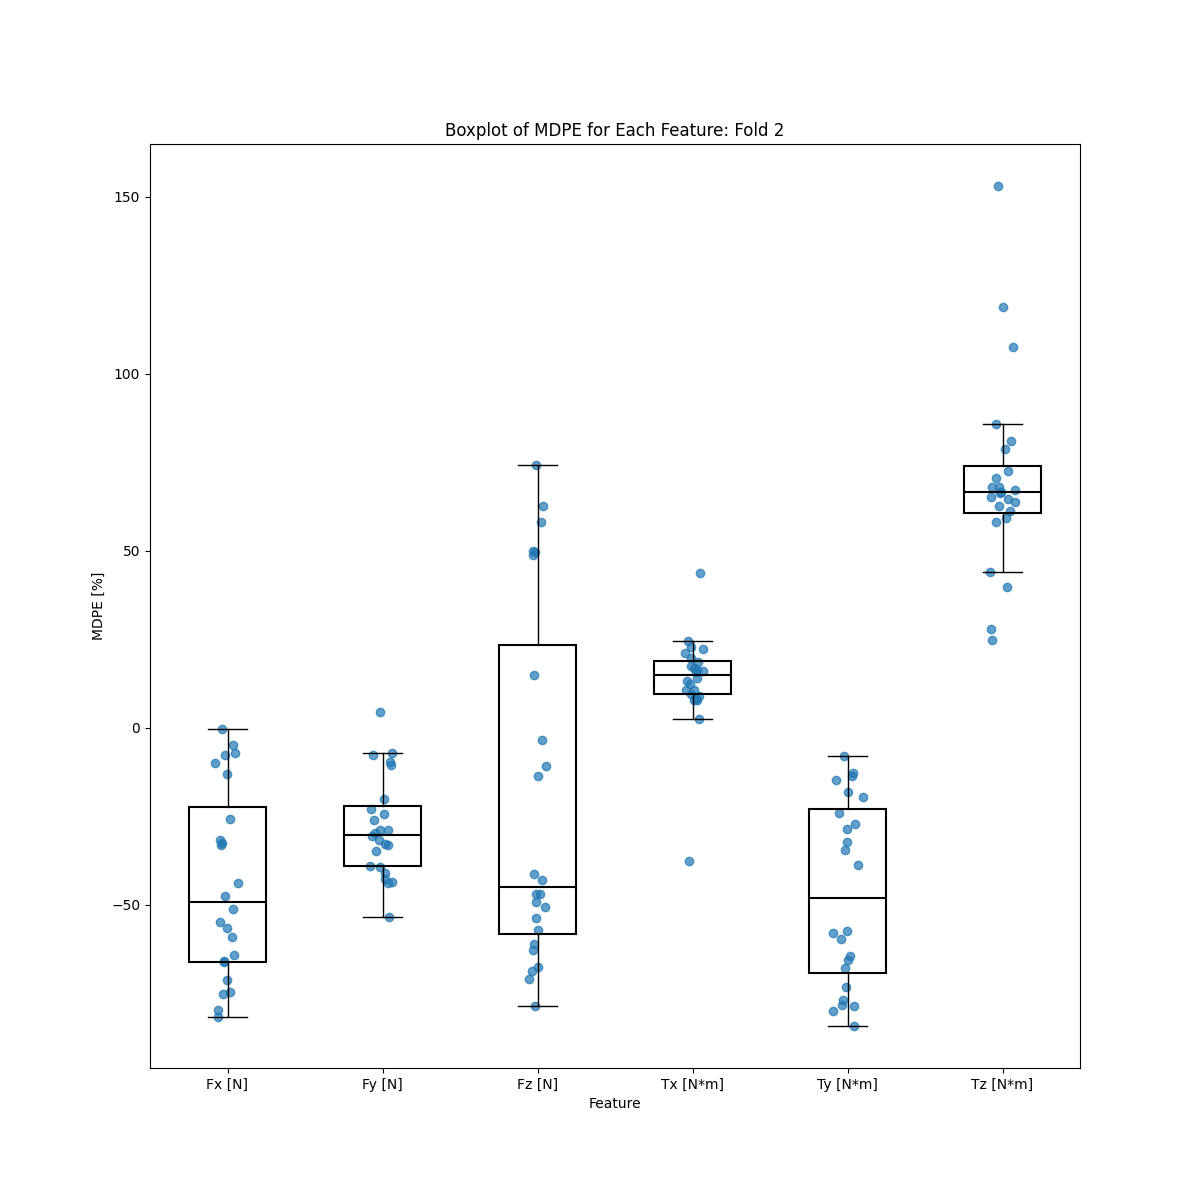 Boxplot of MDPE for Each Feature: Fold 2
150
100
50
0
−50
MDPE [%]
Fx [N] Fy [N] Fz [N] Tx [N*m] Ty [N*m] Tz [N*m]
Feature